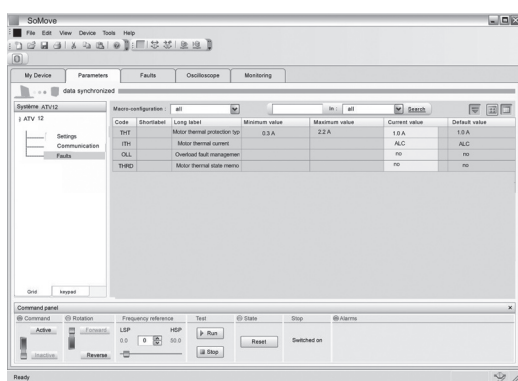 SoMove
File Edit View Device Tools Help
My Device Parameters Faults Oscilloscope Monitoring
data synchronized
Système ATV12
ATV 12
Settings
Communication
Faults
Macro-configuration : all In : all Search
Code Shortlabel Long label Minimum value Maximum value Current value Default value
THT Motor thermal protection typ 0.3 A 2.2 A 1.0 A 1.0 A
ITH Motor thermal current ALC ALC
OLL Overload fault managemen no no
THRD Motor thermal state memo no no
Grid keypad
Command panel
Command Rotation Frequency reference Test State Stop Alarms
Active Forward LSP HSP Run
0.0 0 50.0 Reset Switched on
Inactive Reverse Stop
Ready